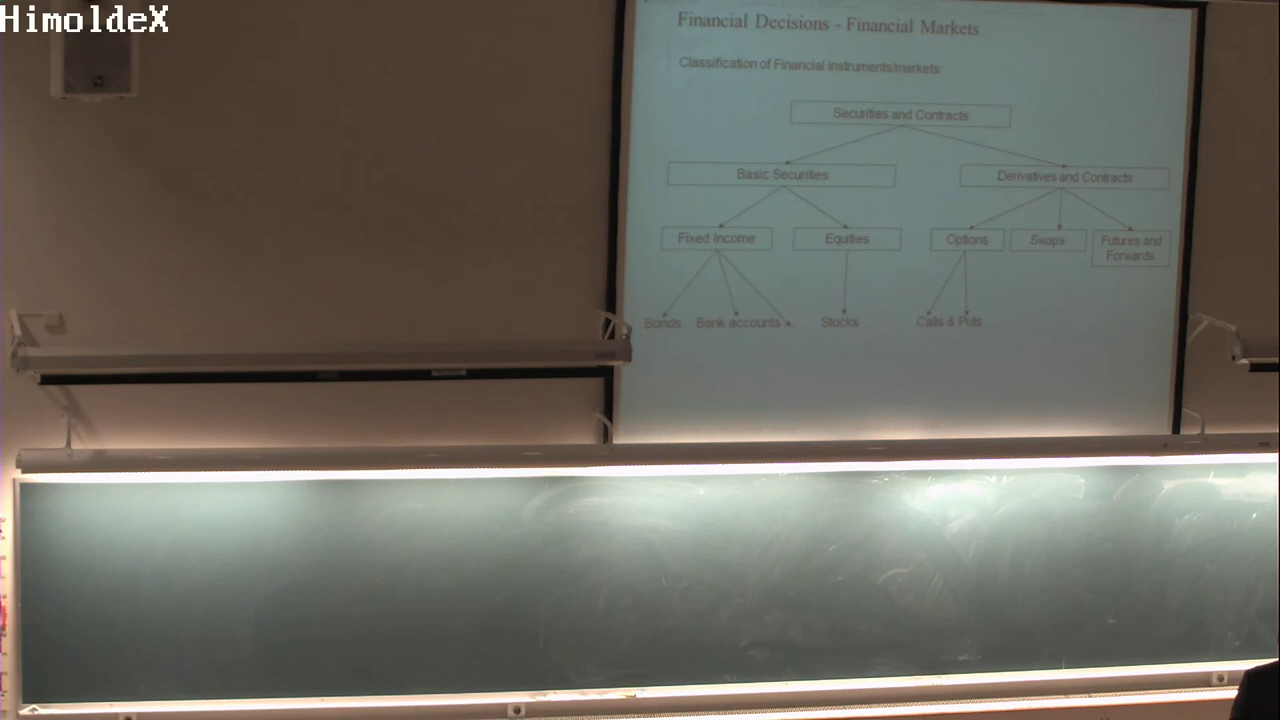 HimoldeX
Financial Decisions - Financial Markets
Classification of Financial instruments/markets.
Securities and Contracts
Basic Securities
Derivatives and Contracts
Fixed Income
Equities
Options
Swaps
Futures and
Forwards
Bonds
Bank accounts
Stocks
Calls & Puts